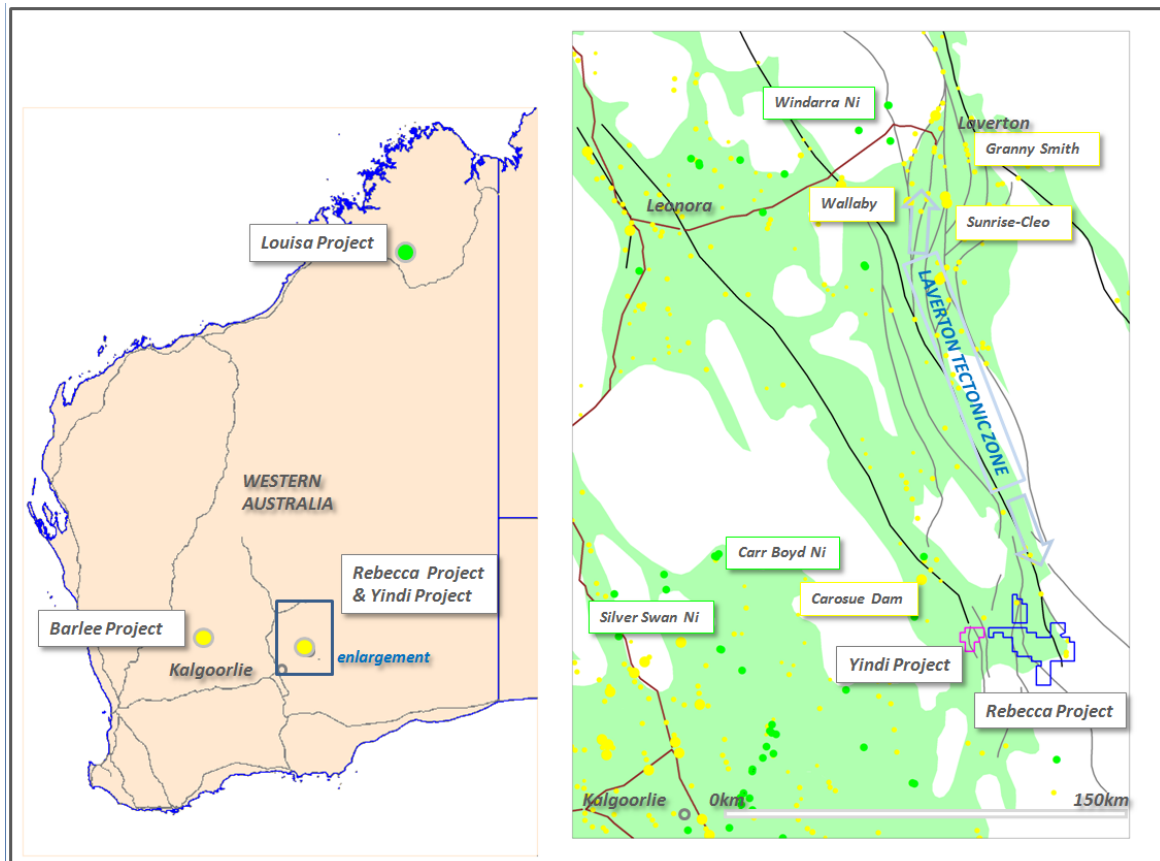 Louisa Project
WESTERN
AUSTRALIA
Rebecca Project
& Yindi Project
Barlee Project
Kalgoorlie
enlargement
Windarra Ni
Laverton
Granny Smith
Wallaby
Leonora
Sunrise-Cleo
LAVERTON TECTONIC ZONE
Carr Boyd Ni
Carosue Dam
Silver Swan Ni
Yindi Project
Rebecca Project
Kalgoorlie
0km
150km